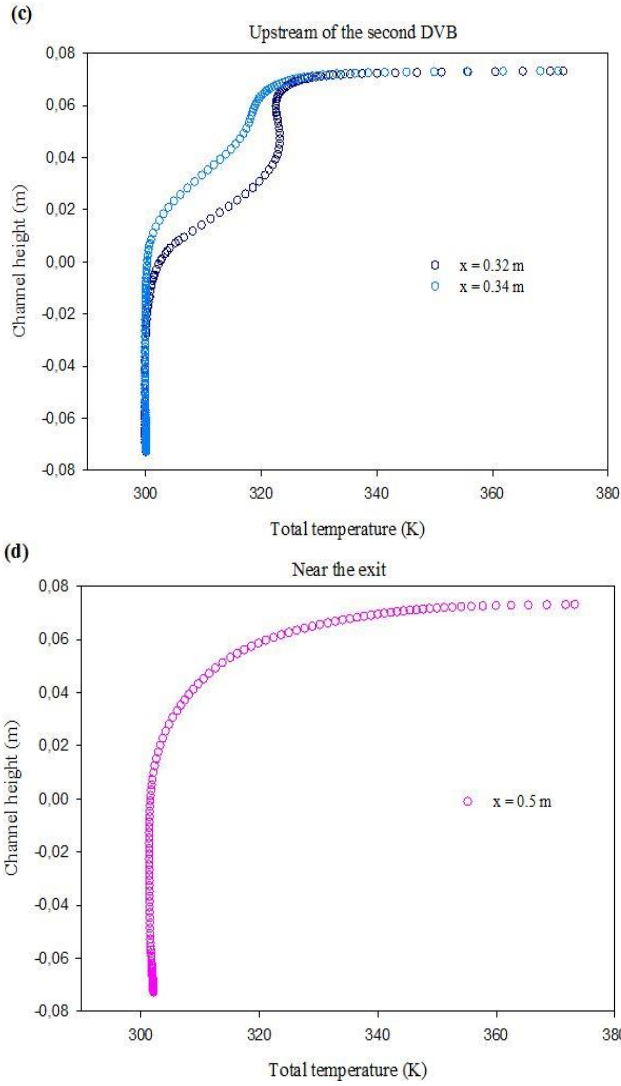 (c)
Upstream of the second DVB
0,08
0,06
0,04
0,02
0,00
-0,02
-0,04
-0,06
-0,08
Channel height (m)
x = 0.32 m
x = 0.34 m
300 320 340 360 380
Total temperature (K)
(d)
Near the exit
0,08
0,06
0,04
0,02
0,00
-0,02
-0,04
-0,06
-0,08
Channel height (m)
x = 0.5 m
300 320 340 360 380
Total temperature (K)